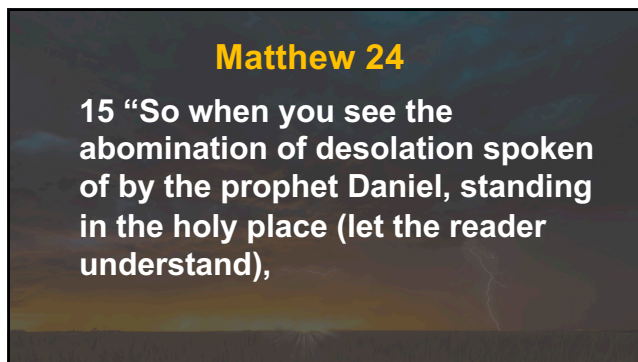 Matthew 24
15 “So when you see the
abomination of desolation spoken
of by the prophet Daniel, standing
in the holy place (let the reader
understand),